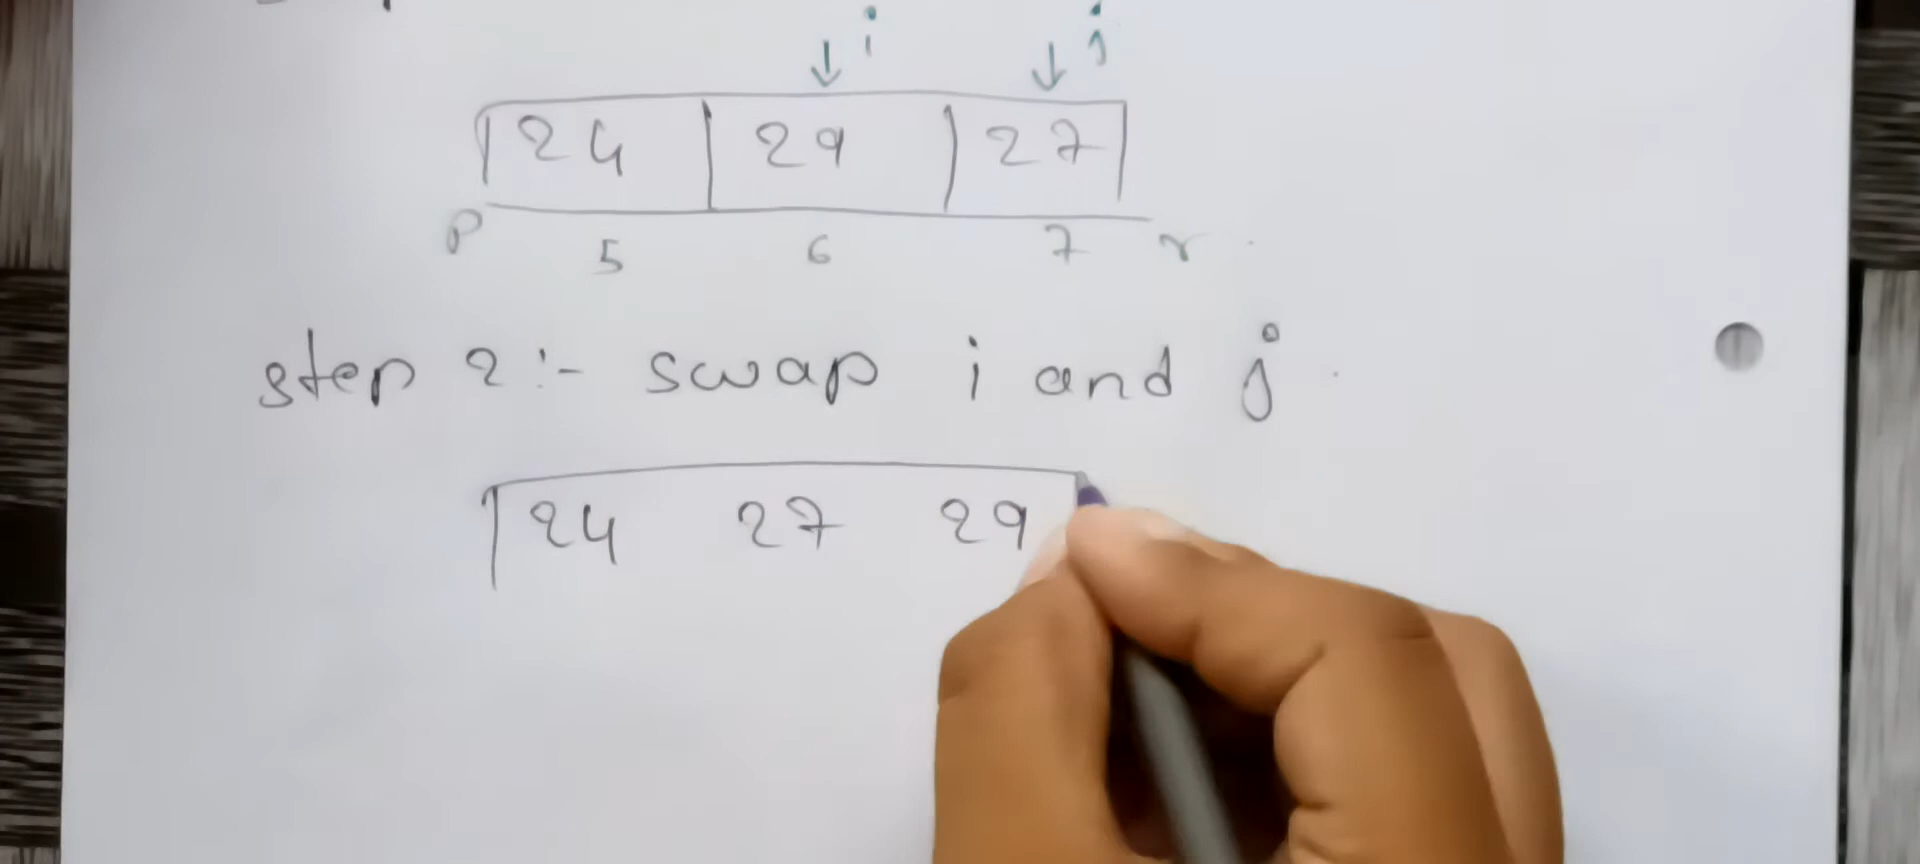 i j
24 29 27
p 5 6 7 r
step 2:- swap i and j.
24 27 29